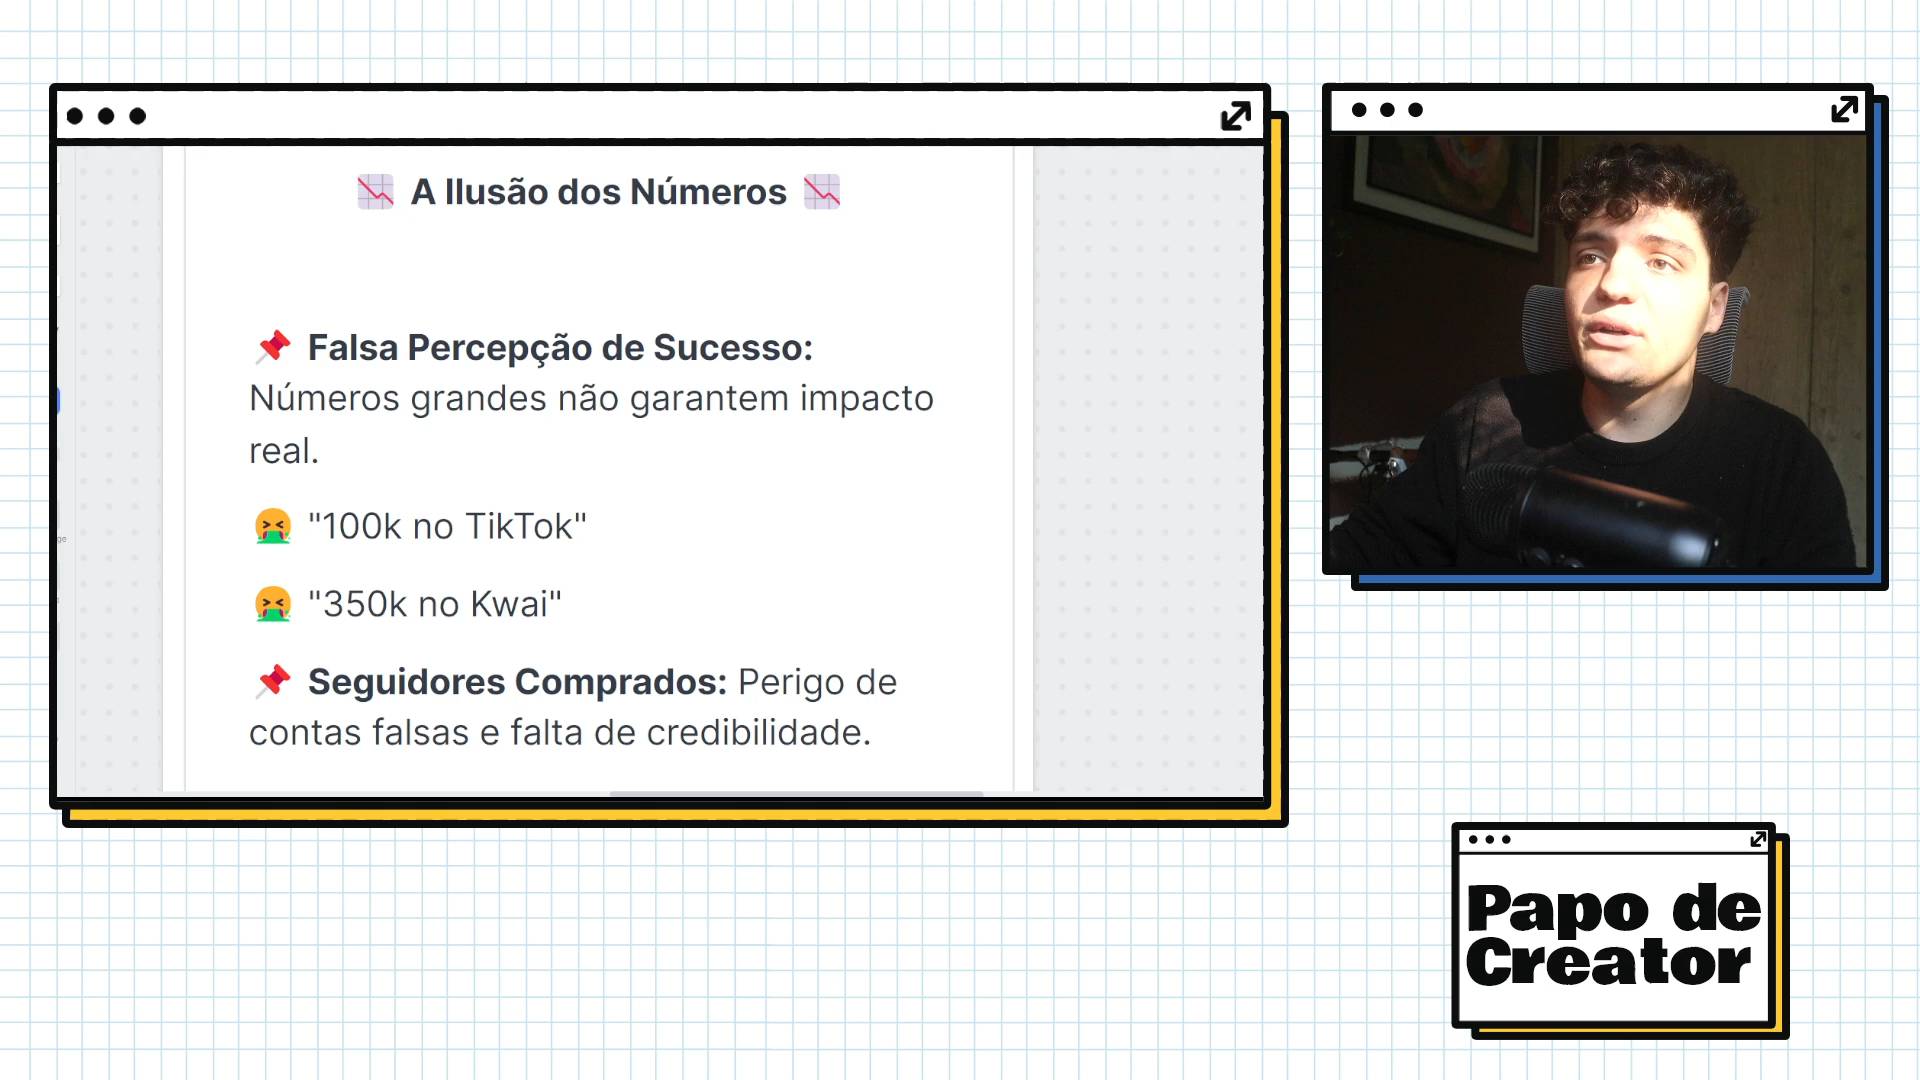 A Ilusão dos Números
Falsa Percepção de Sucesso:
Números grandes não garantem impacto
real.
"100k no TikTok"
"350k no Kwai"
Seguidores Comprados: Perigo de
contas falsas e falta de credibilidade.
ge
Papo de
Creator